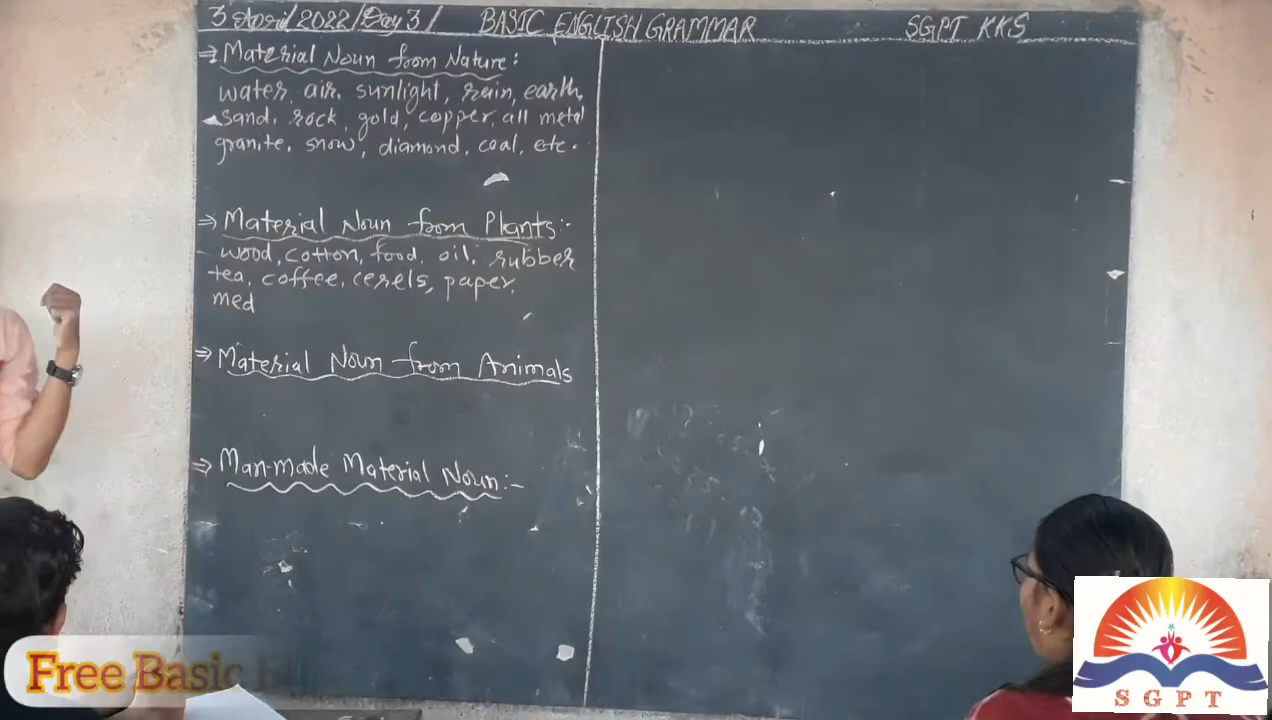 3 April/2022/Day 3/ BASIC ENGLISH GRAMMAR SGPT KKS
⇒ Material Noun from Nature:
water, air, sunlight, rain, earth,
sand, rock, gold, copper, all metal
granite, snow, diamond, coal, etc.
⇒ Material Noun from Plants:-
wood, cotton, food, oil, rubber
tea, coffee, cerels, paper,
med
⇒ Material Noun from Animals
⇒ Man-made Material Noun:-
Free Basic
SGPT